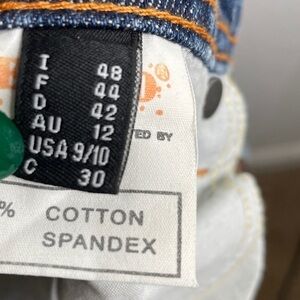 I 48
F 44
D 42
AU 12
USA 9/10
C 30
TED BY
% COTTON
SPANDEX